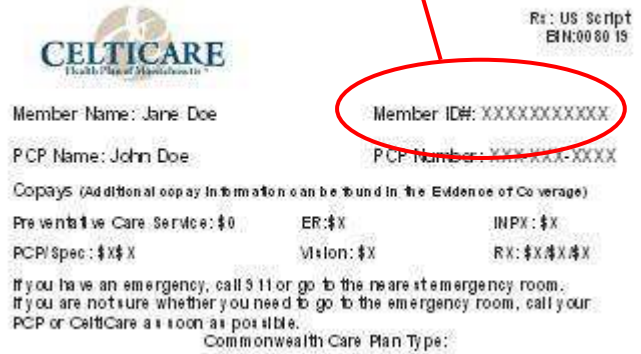 Rx: US Script
BIN:008019
CELTICARE
Health Plan of Massachusetts
Member Name: Jane Doe
Member ID#: XXXXXXXXXXX
PCP Name: John Doe
PCP Number: XXX-XXX-XXXX
Copays (Additional copay information can be found in the Evidence of Coverage)
Preventative Care Service: $0 ER:$X INPX: $X
PCP/Spec: $X$X Vision: $X RX: $X/$X/$X
If you have an emergency, call 911 or go to the nearest emergency room.
If you are not sure whether you need to go to the emergency room, call your
PCP or CeltiCare as soon as possible.
Commonwealth Care Plan Type: